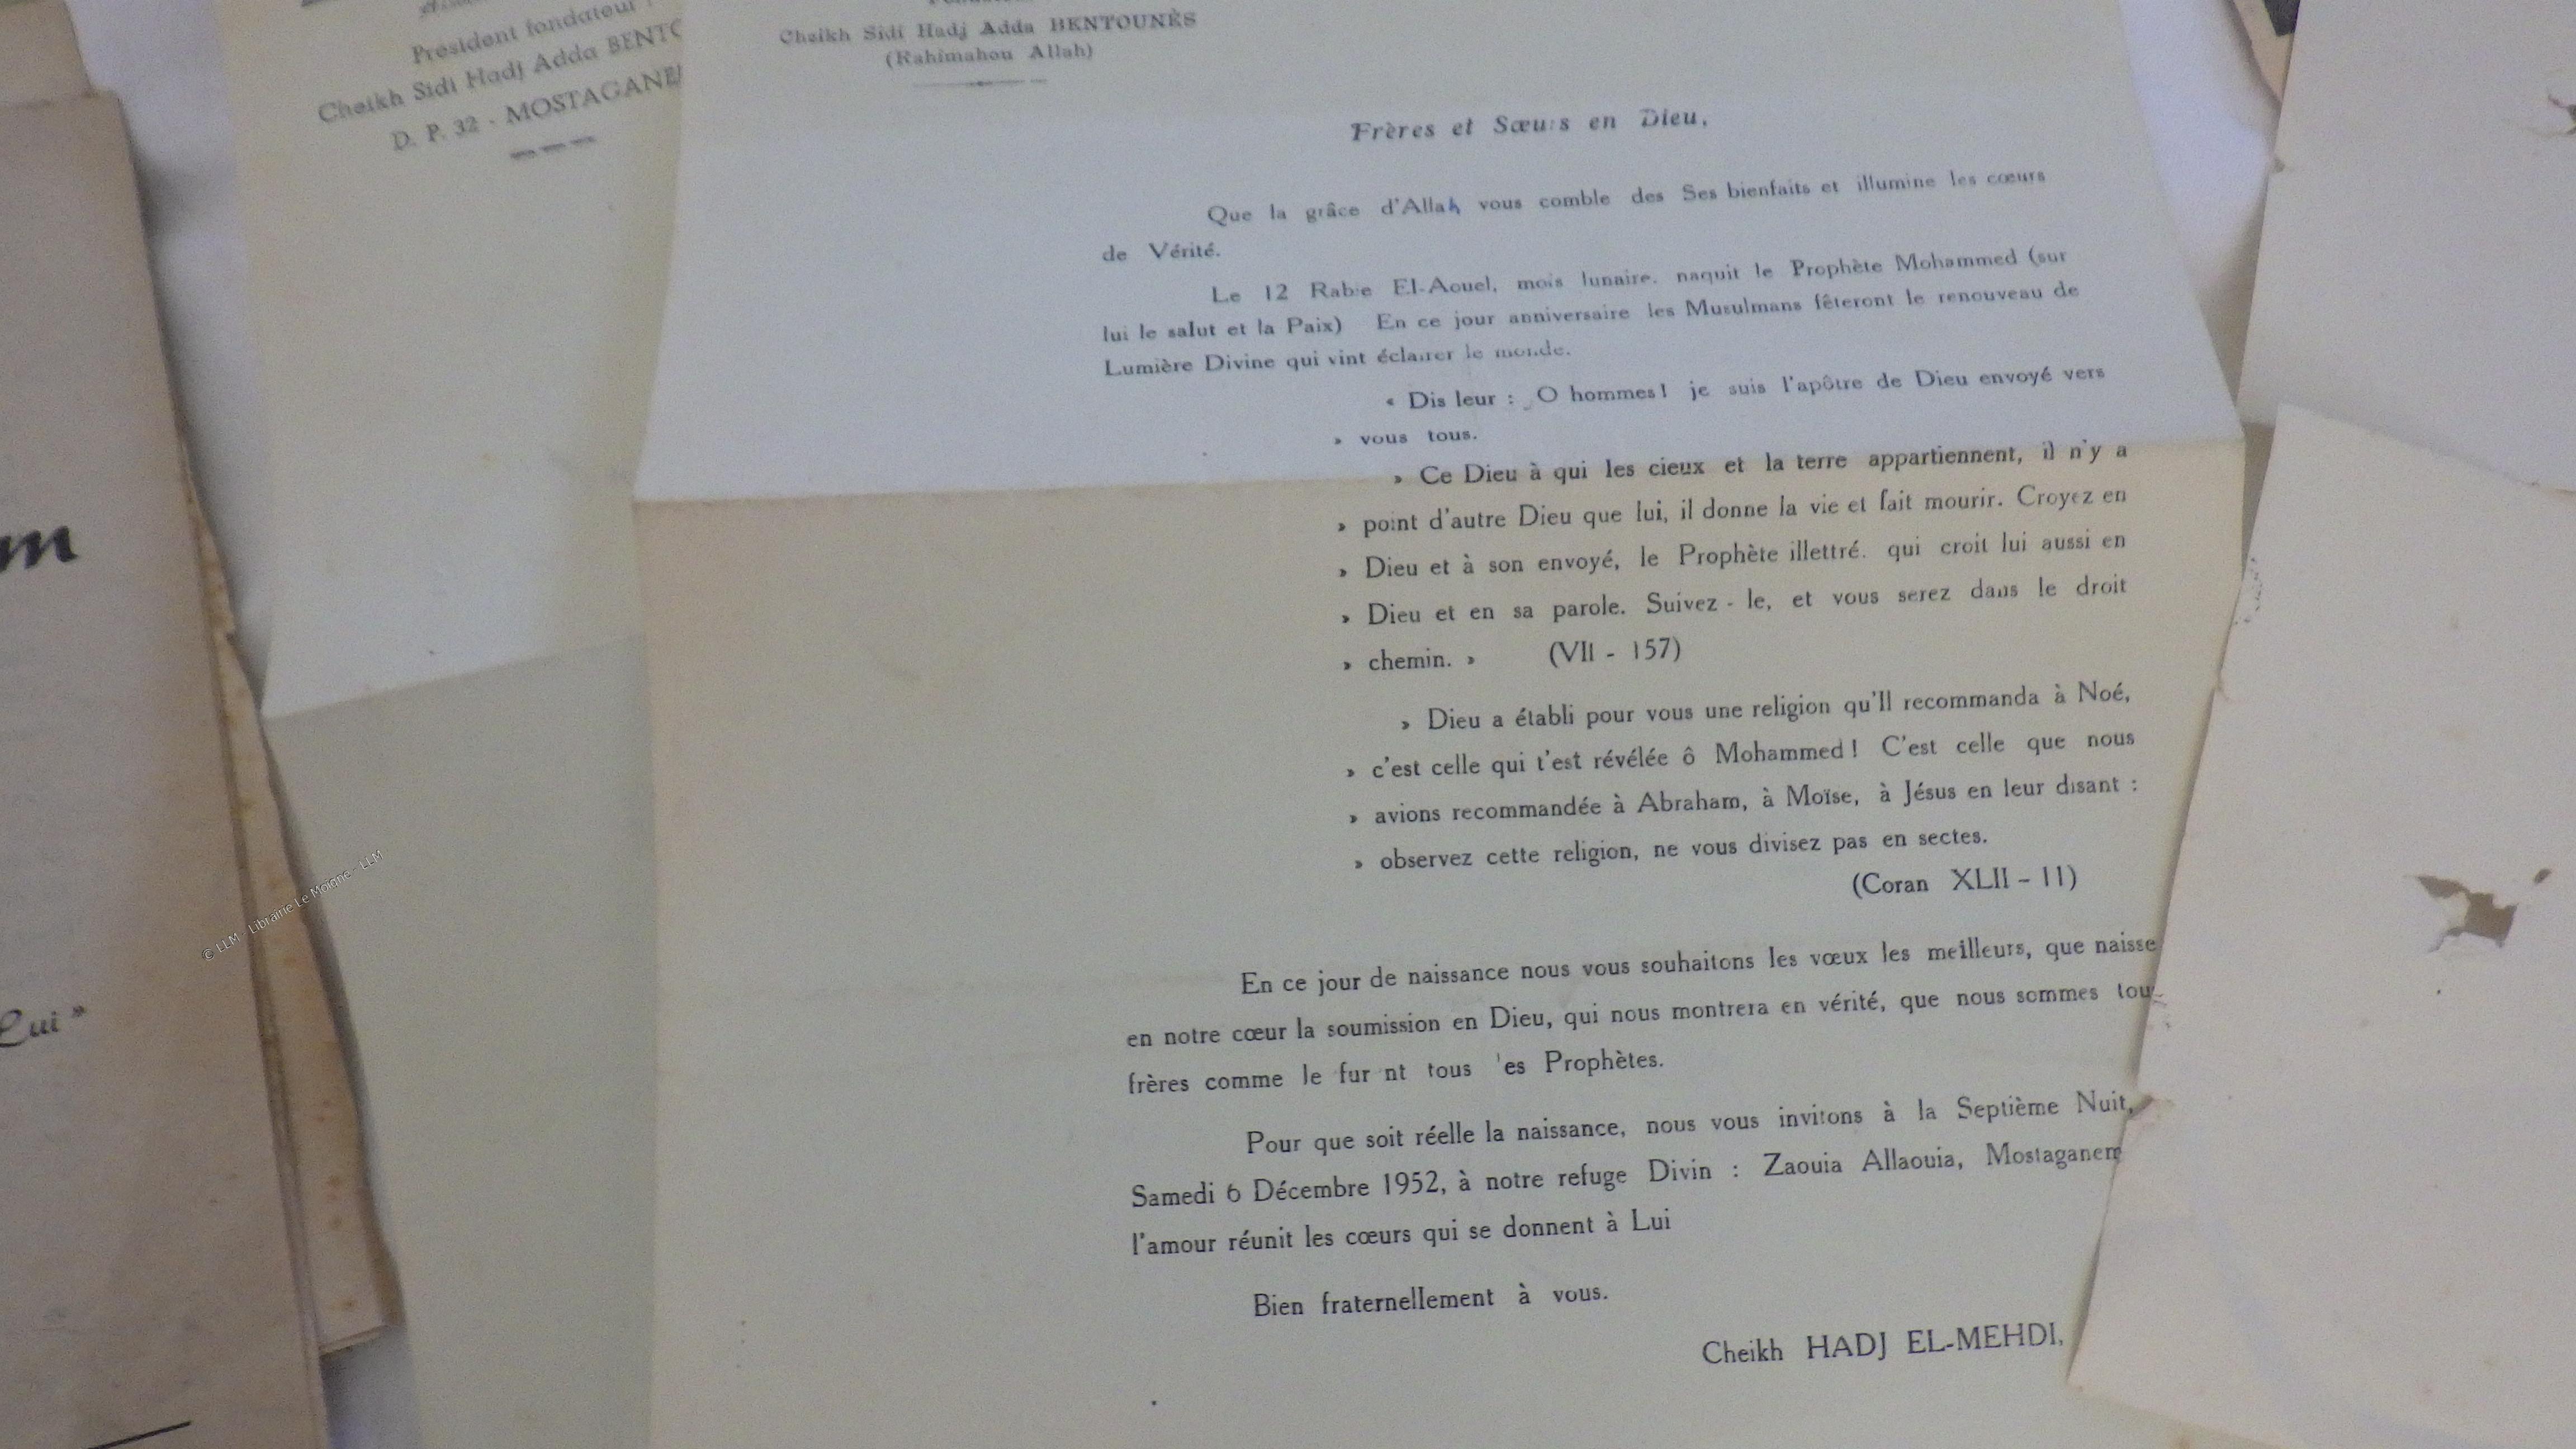 m
Lui"
Président fondateur :
Cheikh Sidi Hadj Adda BENTO
D. P. 32 - MOSTAGANE
Cheikh Sidi Hadj Adda BENTOUNÈS
(Rahimahou Allah)
Frères et Sœurs en Dieu,
Que la grâce d'Allah vous comble des Ses bienfaits et illumine les cœurs
de Vérité.
Le 12 Rabie El-Aouel, mois lunaire. naquit le Prophète Mohammed (sur
lui le salut et la Paix) En ce jour anniversaire les Musulmans fêteront le renouveau de
Lumière Divine qui vint éclairer le monde.
« Dis leur : O hommes! je suis l'apôtre de Dieu envoyé vers
» vous tous.
» Ce Dieu à qui les cieux et la terre appartiennent, il n'y a
» point d'autre Dieu que lui, il donne la vie et fait mourir. Croyez en
» Dieu et à son envoyé, le Prophète illettré. qui croit lui aussi en
» Dieu et en sa parole. Suivez - le, et vous serez dans le droit
» chemin. » (VII - 157)
» Dieu a établi pour vous une religion qu'Il recommanda à Noé,
» c'est celle qui t'est révélée ô Mohammed! C'est celle que nous
» avions recommandée à Abraham, à Moïse, à Jésus en leur disant :
» observez cette religion, ne vous divisez pas en sectes.
(Coran XLII - 11)
En ce jour de naissance nous vous souhaitons les vœux les meilleurs, que naisse
en notre cœur la soumission en Dieu, qui nous montrera en vérité, que nous sommes tou
frères comme le fur nt tous 'es Prophètes.
Pour que soit réelle la naissance, nous vous invitons à la Septième Nuit,
Samedi 6 Décembre 1952, à notre refuge Divin : Zaouia Allaouia, Mostaganem
l'amour réunit les cœurs qui se donnent à Lui
Bien fraternellement à vous.
Cheikh HADJ EL-MEHDI.
© LLM - Librairie Le Moigne - LLM